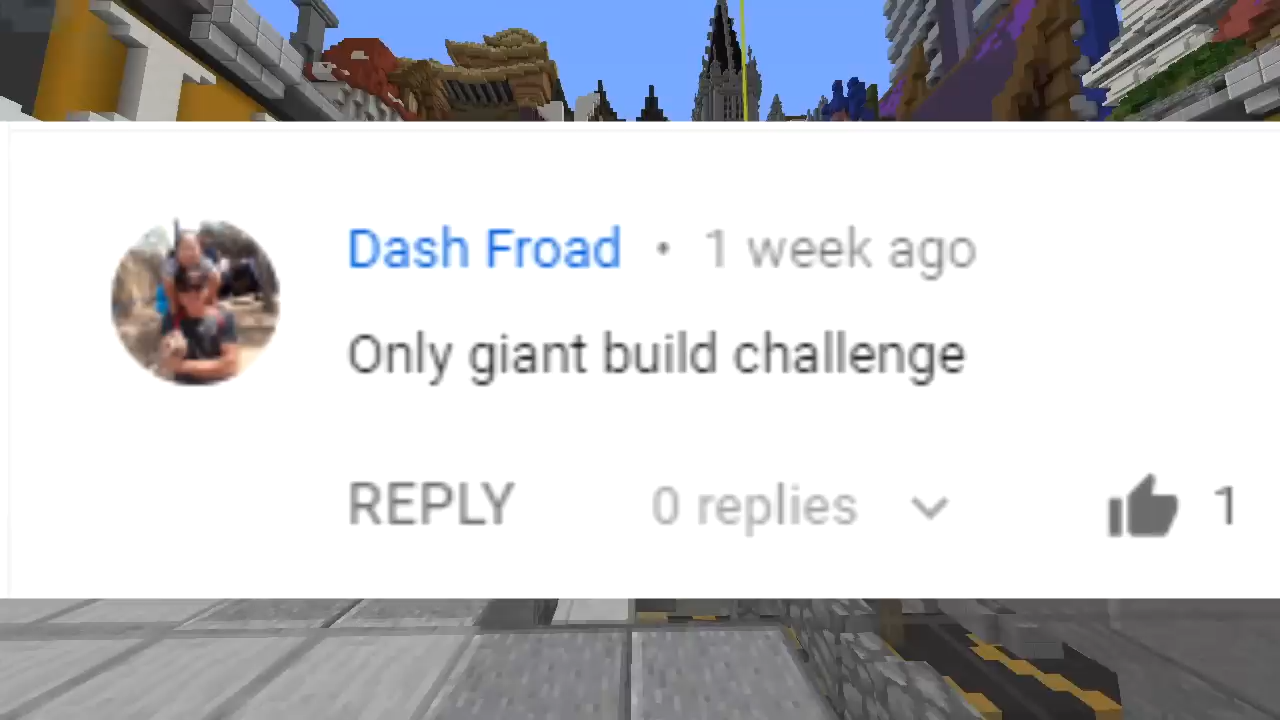 Dash Froad • 1 week ago
Only giant build challenge
REPLY 0 replies 1